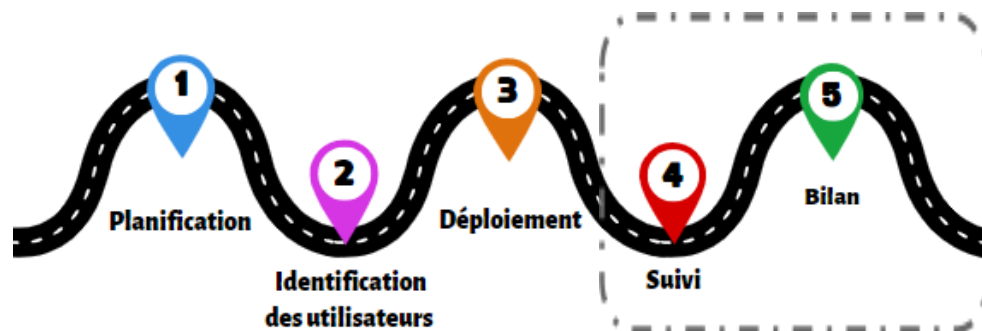 1
Planification
2
Identification
des utilisateurs
3
Déploiement
4
Suivi
5
Bilan